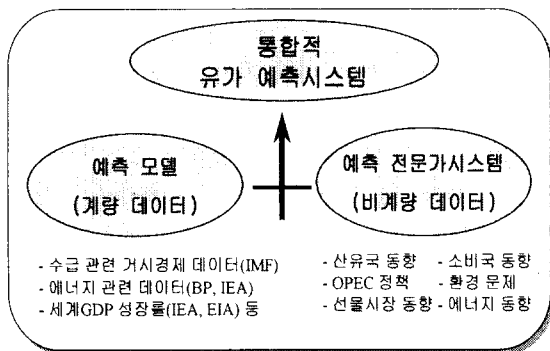 통합적
유가 예측시스템
예측 모델
(계량 데이터)
예측 전문가시스템
(비계량 데이터)
- 수급 관련 거시경제 데이터(IMF)
- 에너지 관련 데이터(BP, IEA)
- 세계GDP 성장률(IEA, EIA) 등
- 산유국 동향 - 소비국 동향
- OPEC 정책 - 환경 문제
- 선물시장 동향 - 에너지 동향